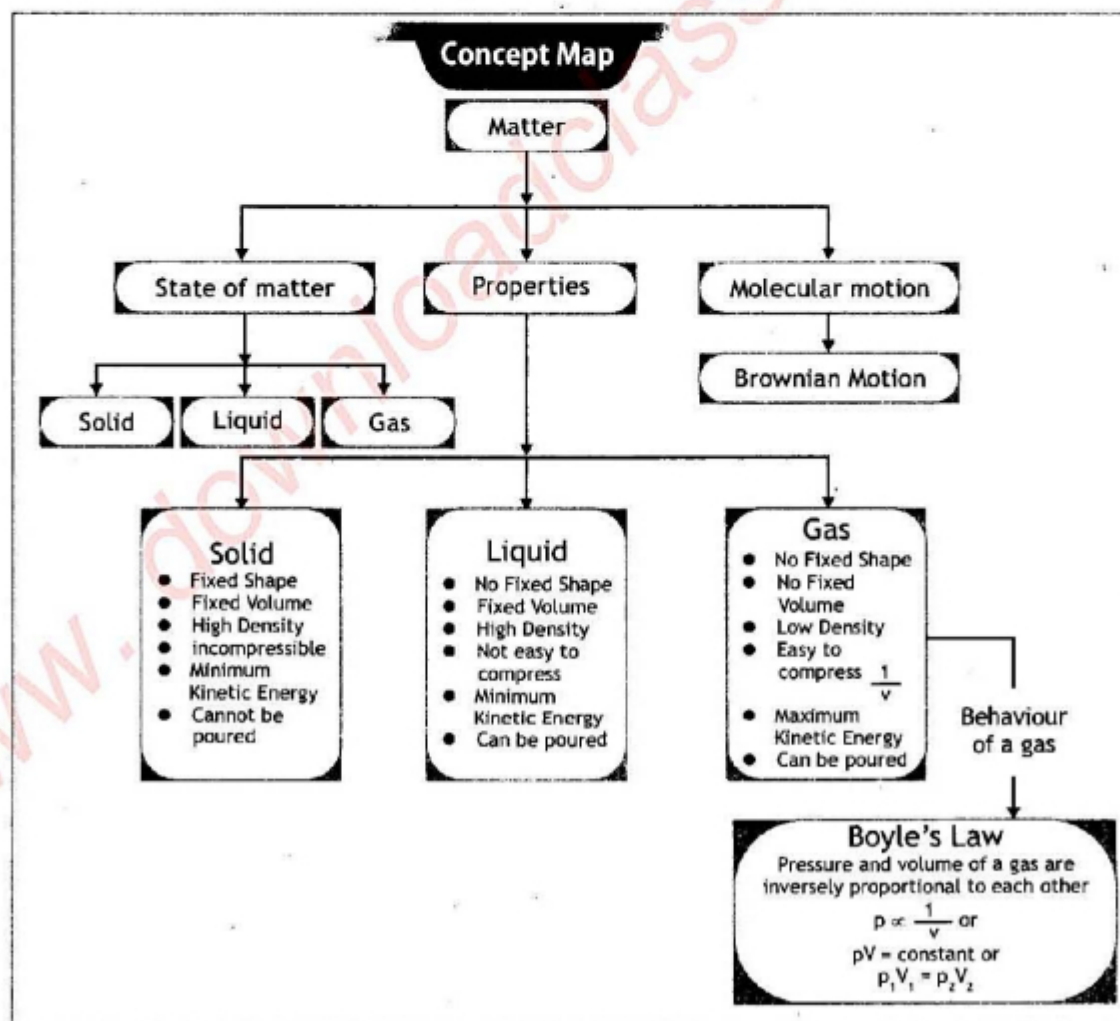 Concept Map
Matter
State of matter
Properties
Molecular motion
Brownian Motion
Solid
Liquid
Gas
Solid
● Fixed Shape
● Fixed Volume
● High Density
● incompressible
● Minimum
Kinetic Energy
● Cannot be
poured
Liquid
● No Fixed Shape
● Fixed Volume
● High Density
● Not easy to
compress
● Minimum
Kinetic Energy
● Can be poured
Gas
● No Fixed Shape
● No Fixed
Volume
● Low Density
● Easy to
compress 1/v
● Maximum
Kinetic Energy
● Can be poured
Behaviour
of a gas
Boyle's Law
Pressure and volume of a gas are
inversely proportional to each other
p ∝ 1/v or
pV = constant or
p₁V₁ = p₂V₂
www.downloadclass